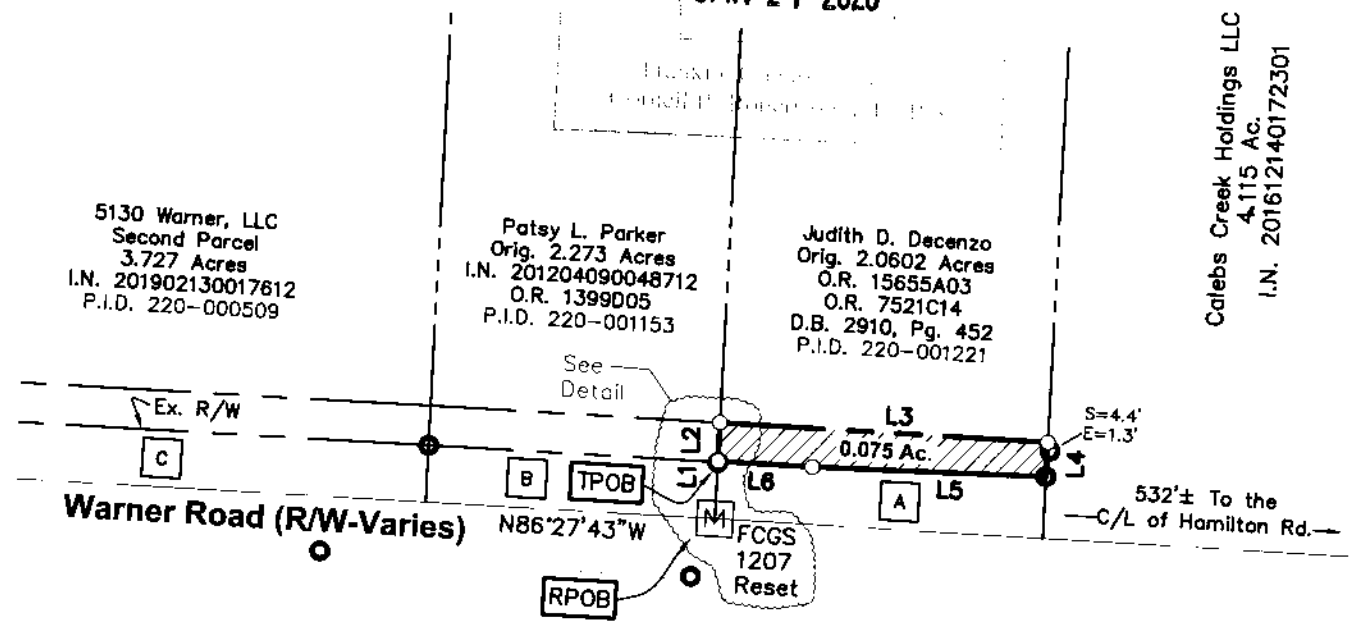 5130 Warner, LLC
Second Parcel
3.727 Acres
I.N. 201902130017612
P.I.D. 220-000509
Patsy L. Parker
Orig. 2.273 Acres
I.N. 201204090048712
O.R. 1399D05
P.I.D. 220-001153
Judith D. Decenzo
Orig. 2.0602 Acres
O.R. 15655A03
O.R. 7521C14
D.B. 2910, Pg. 452
P.I.D. 220-001221
Calebs Creek Holdings LLC
4.115 Ac.
I.N. 201612140172301
See
Detail
Ex. R/W
L2
L3
S=4.4'
E=1.3'
0.075 Ac.
L4
C
B
TPOB
L1
L6
A
L5
532'± To the
C/L of Hamilton Rd.
Warner Road (R/W-Varies)
N86°27'43"W
M
FCGS
1207
Reset
RPOB